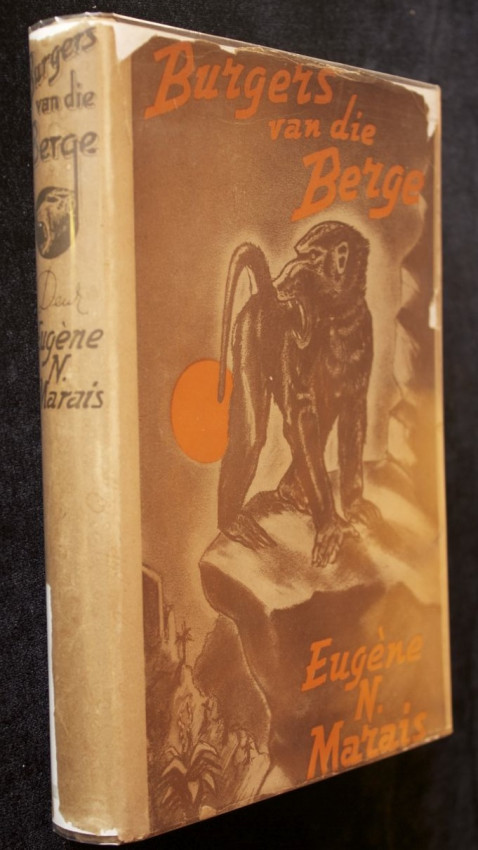 Burgers
van die
Berge
Deur
Eugène
N.
Marais
Burgers
van die
Berge
Eugène
N.
Marais